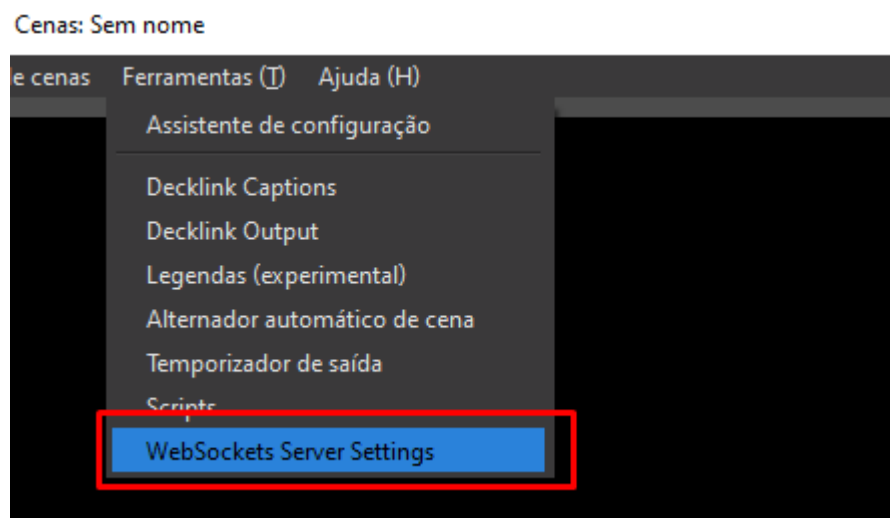 Cenas: Sem nome
le cenas Ferramentas (T) Ajuda (H)
Assistente de configuração
Decklink Captions
Decklink Output
Legendas (experimental)
Alternador automático de cena
Temporizador de saída
Scripts
WebSockets Server Settings